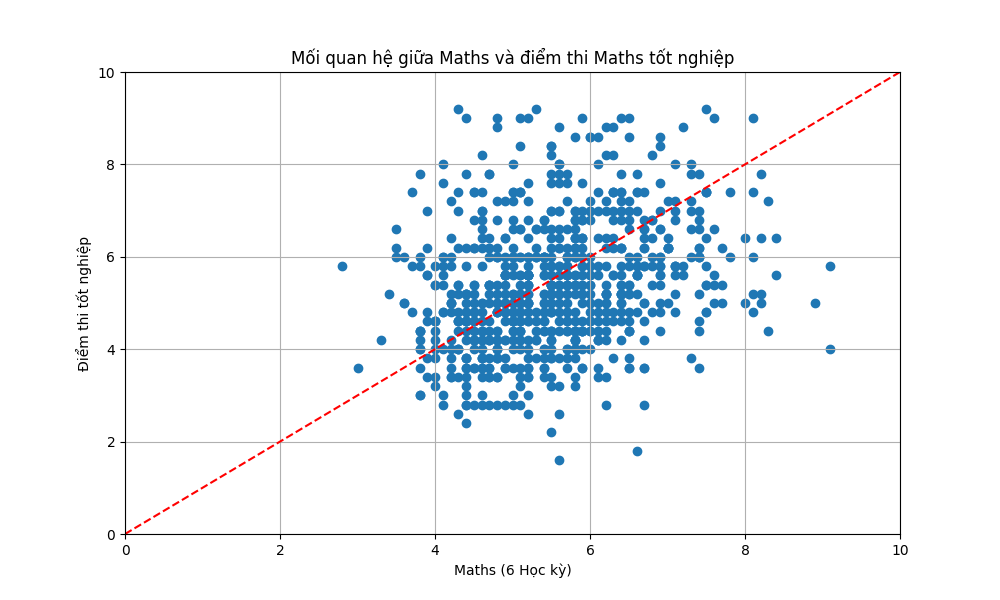 Mối quan hệ giữa Maths và điểm thi Maths tốt nghiệp
10
8
6
4
2
0
Điểm thi tốt nghiệp
0 2 4 6 8 10
Maths (6 Học kỳ)